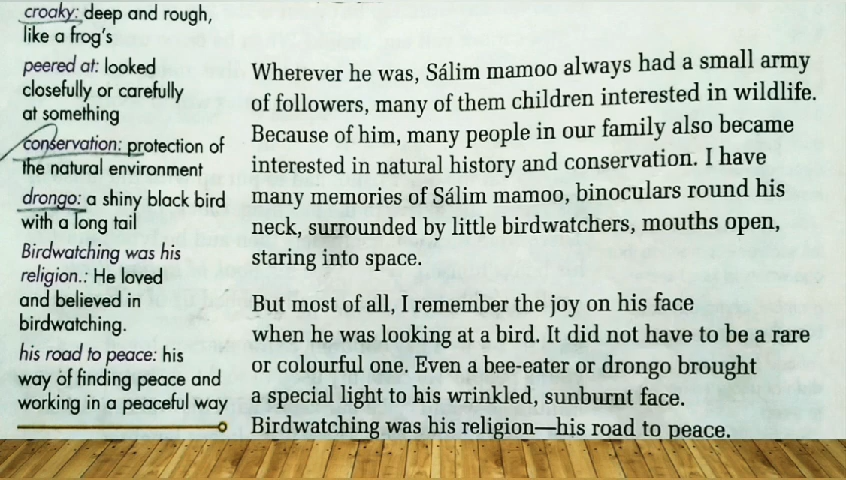 croaky: deep and rough,
like a frog's
peered at: looked
closefully or carefully
at something
conservation: protection of
the natural environment
drongo: a shiny black bird
with a long tail
Birdwatching was his
religion.: He loved
and believed in
birdwatching.
his road to peace: his
way of finding peace and
working in a peaceful way
Wherever he was, Sálim mamoo always had a small army
of followers, many of them children interested in wildlife.
Because of him, many people in our family also became
interested in natural history and conservation. I have
many memories of Sálim mamoo, binoculars round his
neck, surrounded by little birdwatchers, mouths open,
staring into space.
But most of all, I remember the joy on his face
when he was looking at a bird. It did not have to be a rare
or colourful one. Even a bee-eater or drongo brought
a special light to his wrinkled, sunburnt face.
Birdwatching was his religion—his road to peace.